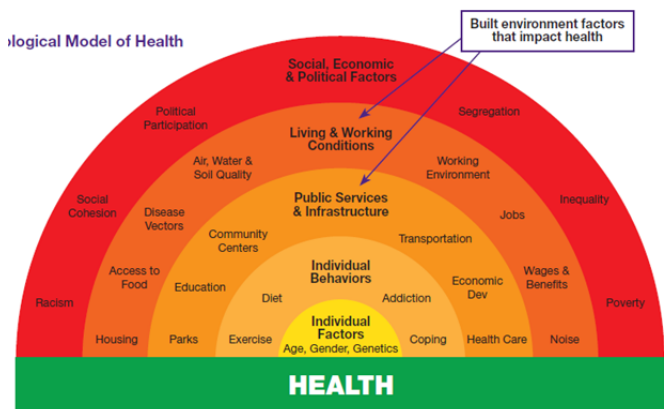 ological Model of Health
Built environment factors
that impact health
Social, Economic
& Political Factors
Political
Participation
Segregation
Social
Cohesion
Inequality
Racism
Poverty
Living & Working
Conditions
Air, Water &
Soil Quality
Working
Environment
Disease
Vectors
Jobs
Access to
Food
Wages &
Benefits
Housing
Noise
Public Services
& Infrastructure
Community
Centers
Transportation
Education
Economic
Dev
Parks
Health Care
Individual
Behaviors
Diet
Addiction
Exercise
Coping
Individual
Factors
Age, Gender, Genetics
HEALTH